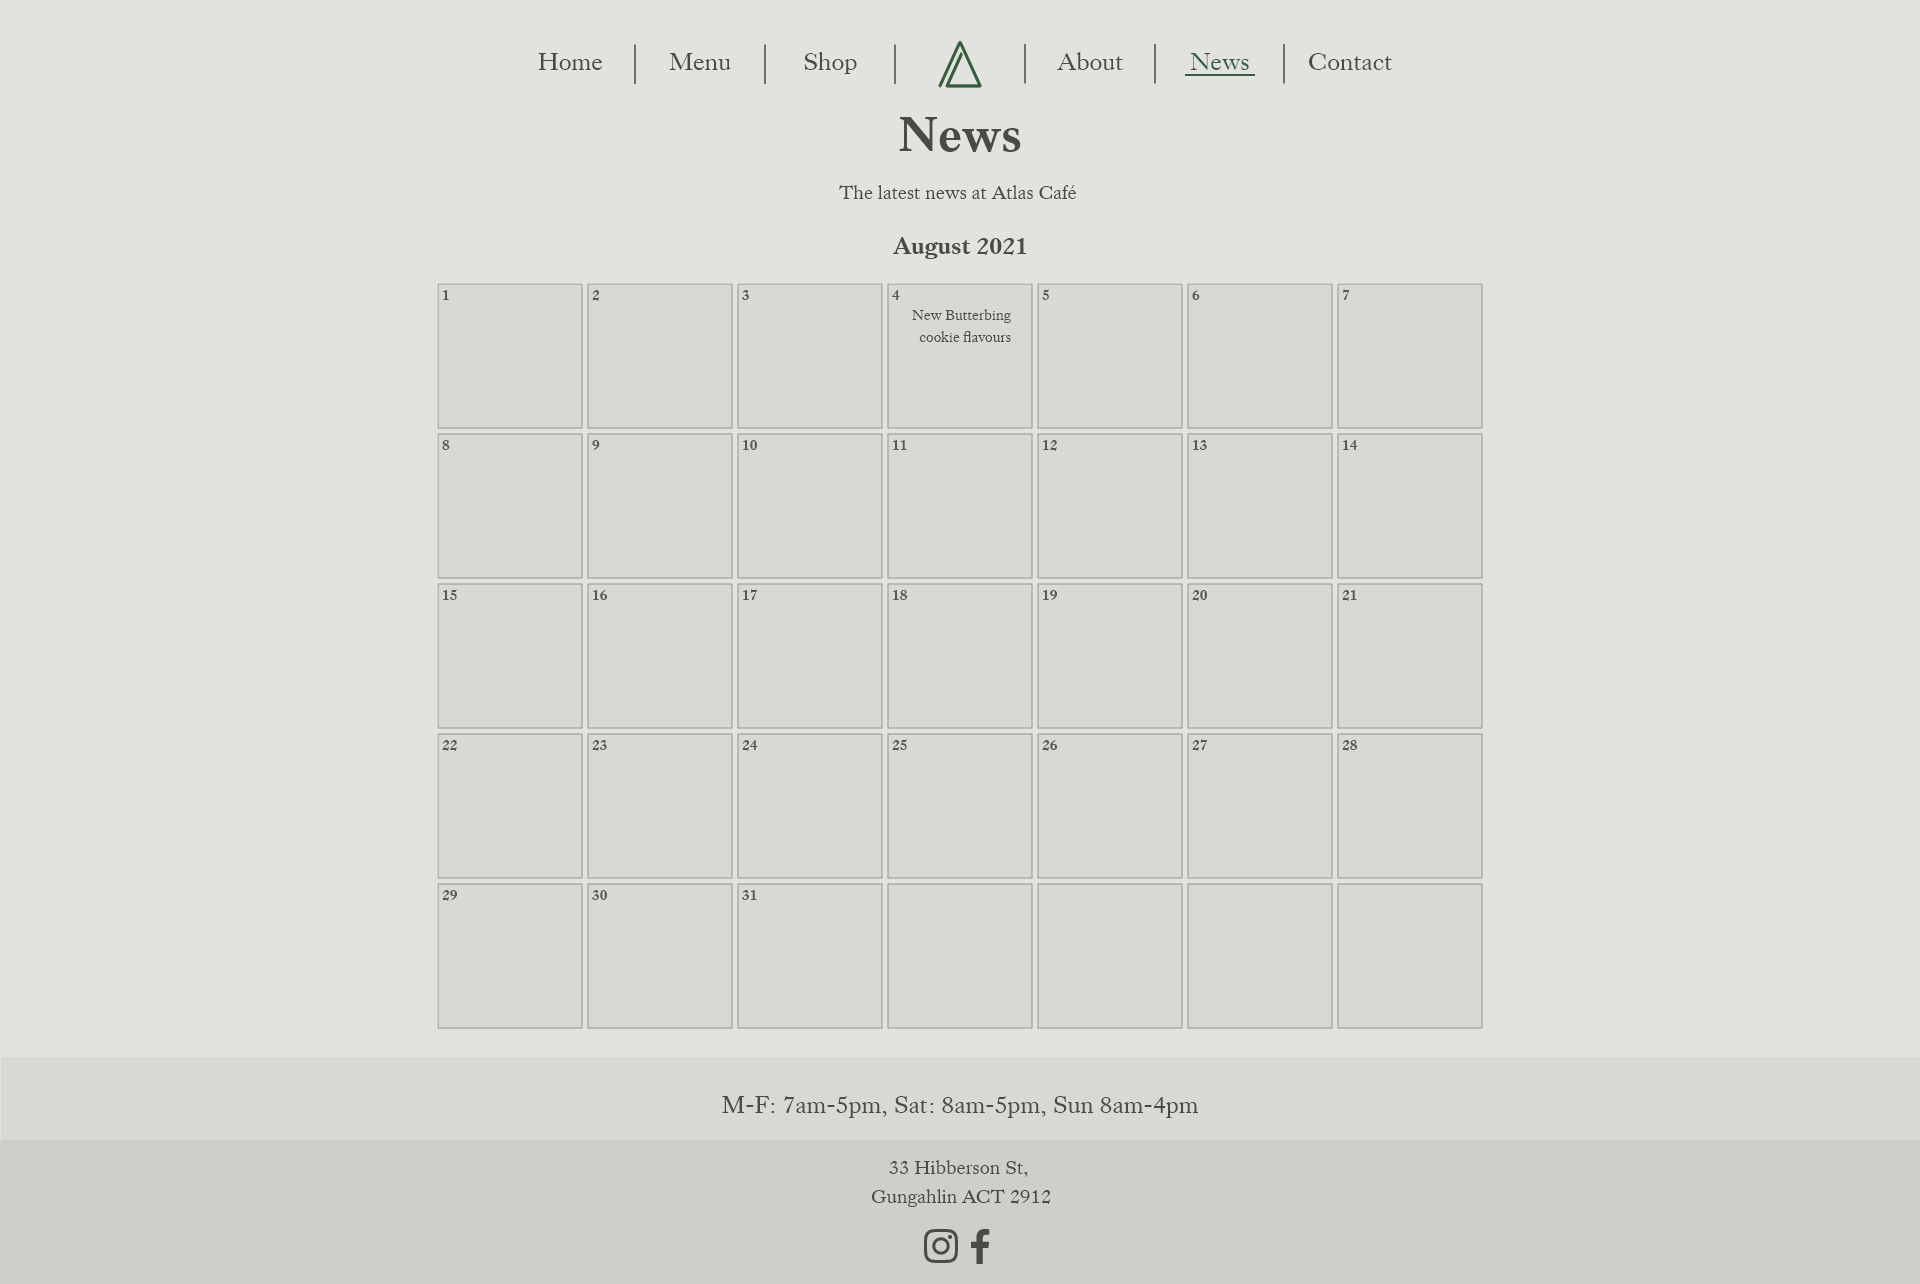 Home
Menu
Shop
About
News
Contact
News
The latest news at Atlas Café
August 2021
1
2
3
4
New Butterbing
cookie flavours
5
6
7
8
9
10
11
12
13
14
15
16
17
18
19
20
21
22
23
24
25
26
27
28
29
30
31
M-F: 7am-5pm, Sat: 8am-5pm, Sun 8am-4pm
33 Hibberson St,
Gungahlin ACT 2912